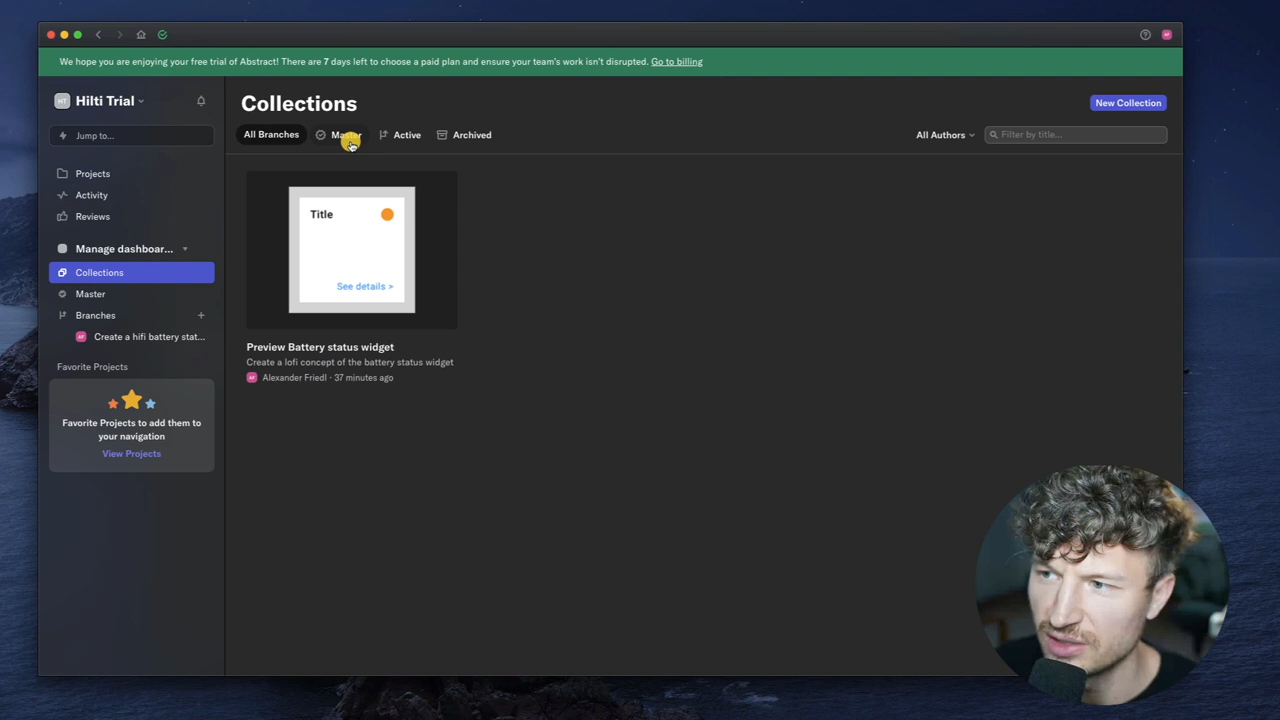 We hope you are enjoying your free trial of Abstract! There are 7 days left to choose a paid plan and ensure your team's work isn't disrupted. Go to billing
HT Hilti Trial
Jump to...
Projects
Activity
Reviews
Manage dashboar...
Collections
Master
Branches
AF Create a hifi battery stat...
Favorite Projects
Favorite Projects to add them to
your navigation
View Projects
Collections
New Collection
All Branches Master Active Archived All Authors Filter by title...
Title
See details >
Preview Battery status widget
Create a lofi concept of the battery status widget
AF Alexander Friedl · 37 minutes ago